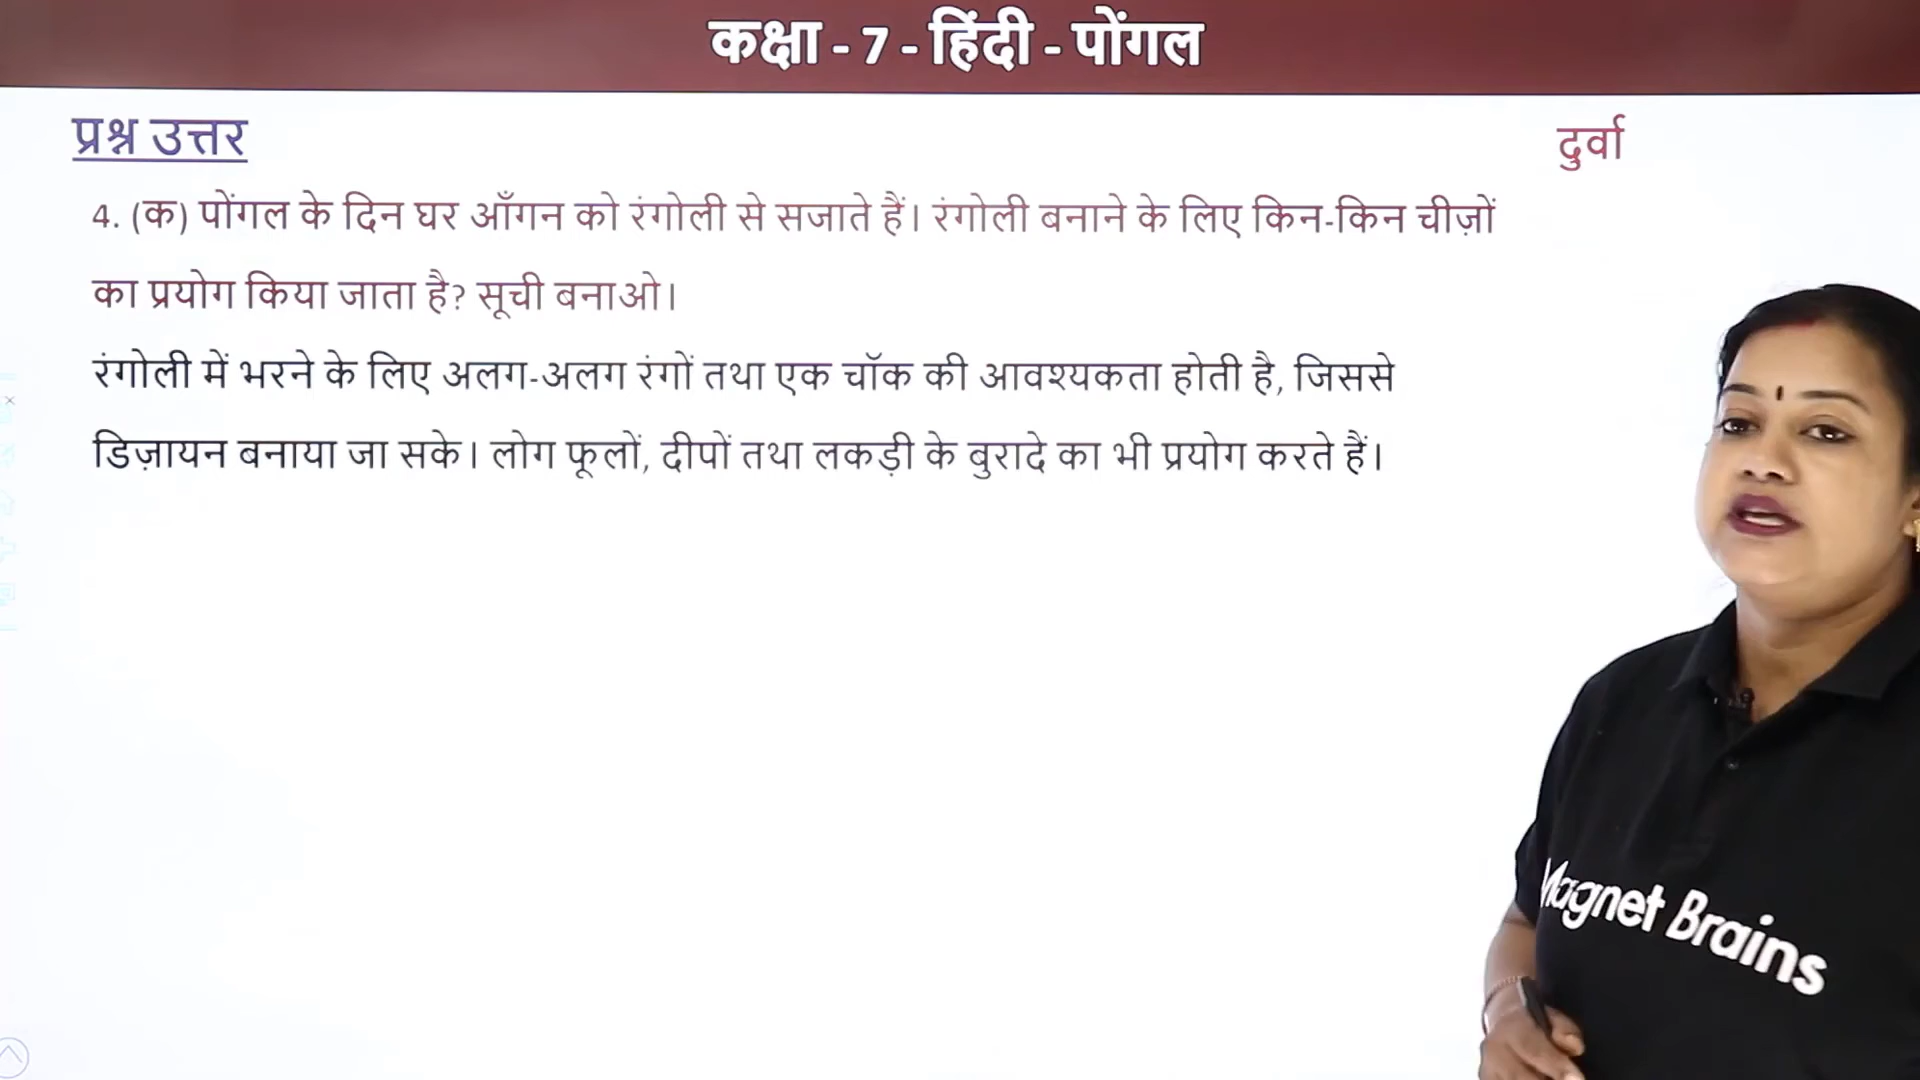 कक्षा - 7 - हिंदी - पोंगल
प्रश्न उत्तर
दुर्वा
4. (क) पोंगल के दिन घर आँगन को रंगोली से सजाते हैं। रंगोली बनाने के लिए किन-किन चीज़ों
का प्रयोग किया जाता है? सूची बनाओ।
रंगोली में भरने के लिए अलग-अलग रंगों तथा एक चॉक की आवश्यकता होती है, जिससे
डिज़ायन बनाया जा सके। लोग फूलों, दीपों तथा लकड़ी के बुरादे का भी प्रयोग करते हैं।
Magnet Brains